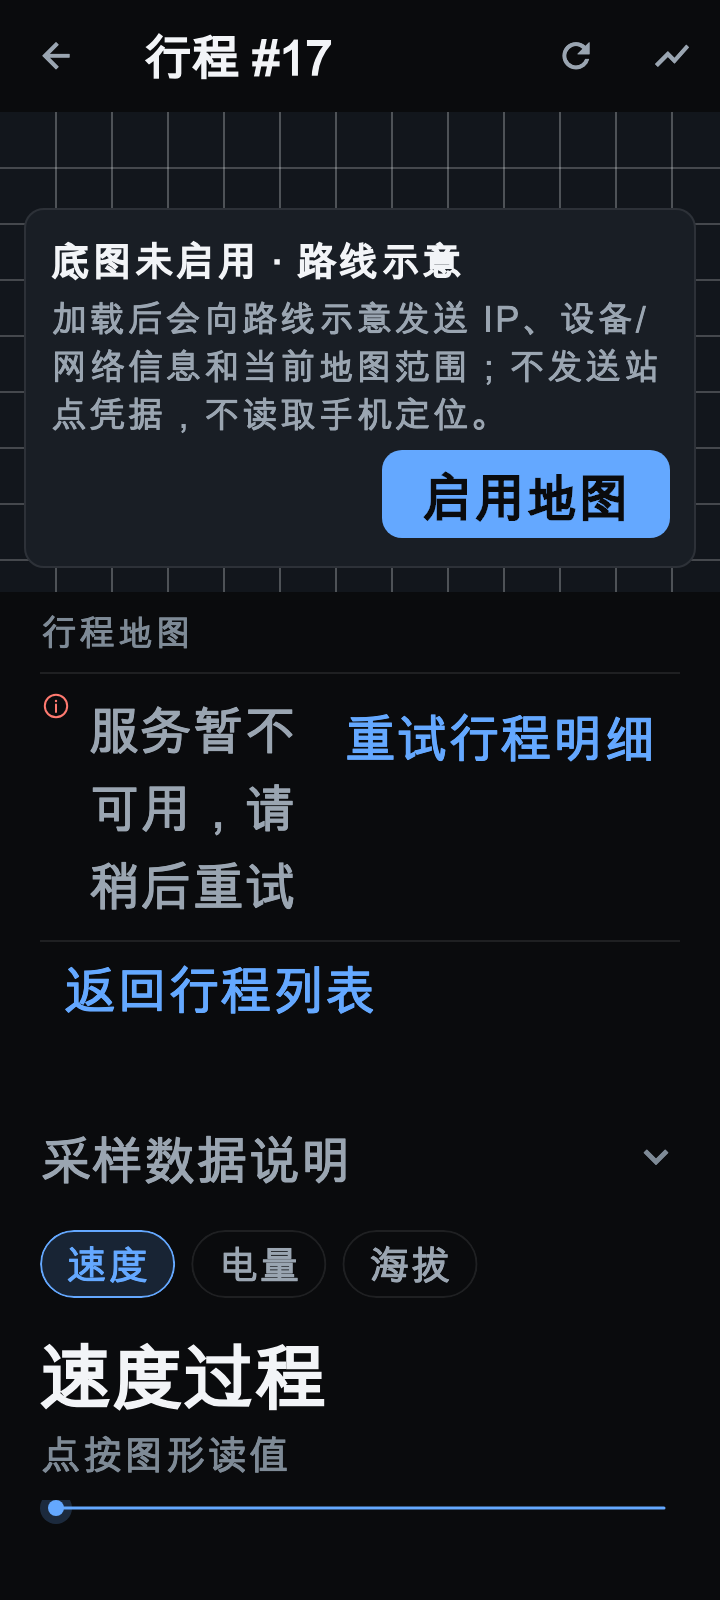 行程 #17
底图未启用 · 路线示意
加载后会向路线示意发送 IP、设备/
网络信息和当前地图范围；不发送站
点凭据，不读取手机定位。
启用地图
行程地图
服务暂不
可用，请
稍后重试
重试行程明细
返回行程列表
采样数据说明
速度 电量 海拔
速度过程
点按图形读值